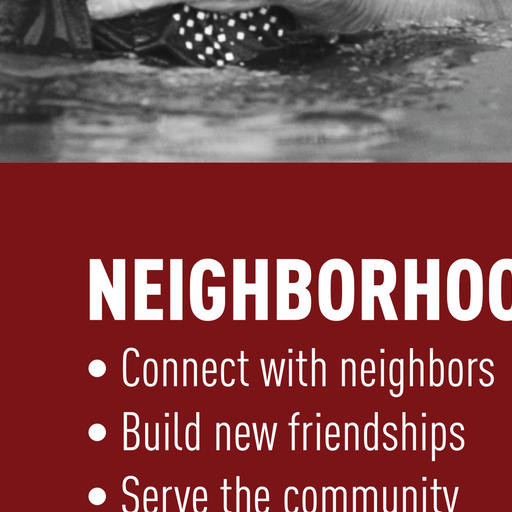 NEIGHBORHOO
• Connect with neighbors
• Build new friendships
• Serve the community